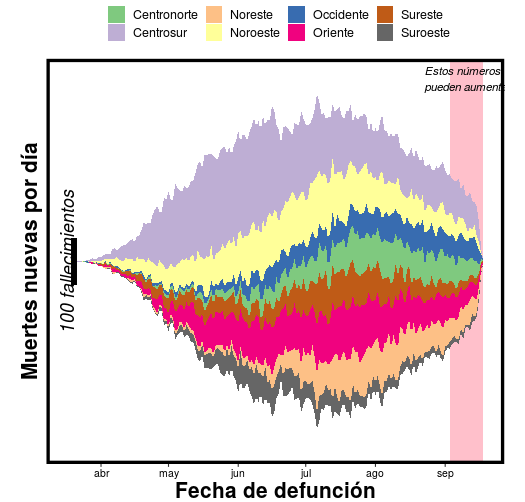 Centronorte Noreste Occidente Sureste
Centrosur Noroeste Oriente Suroeste
Estos números
pueden aument
Muertes nuevas por día
100 fallecimientos
abr may jun jul ago sep
Fecha de defunción